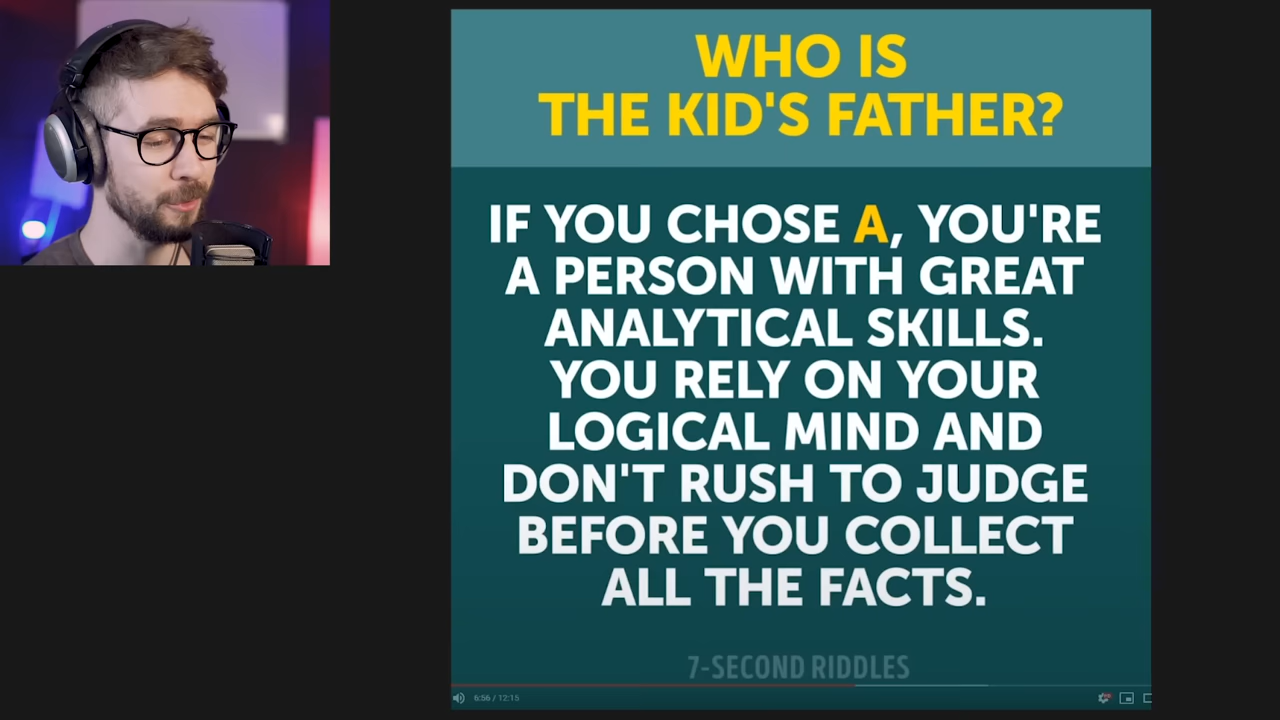 WHO IS
THE KID'S FATHER?
IF YOU CHOSE A, YOU'RE
A PERSON WITH GREAT
ANALYTICAL SKILLS.
YOU RELY ON YOUR
LOGICAL MIND AND
DON'T RUSH TO JUDGE
BEFORE YOU COLLECT
ALL THE FACTS.
7-SECOND RIDDLES
6:56 / 12:15